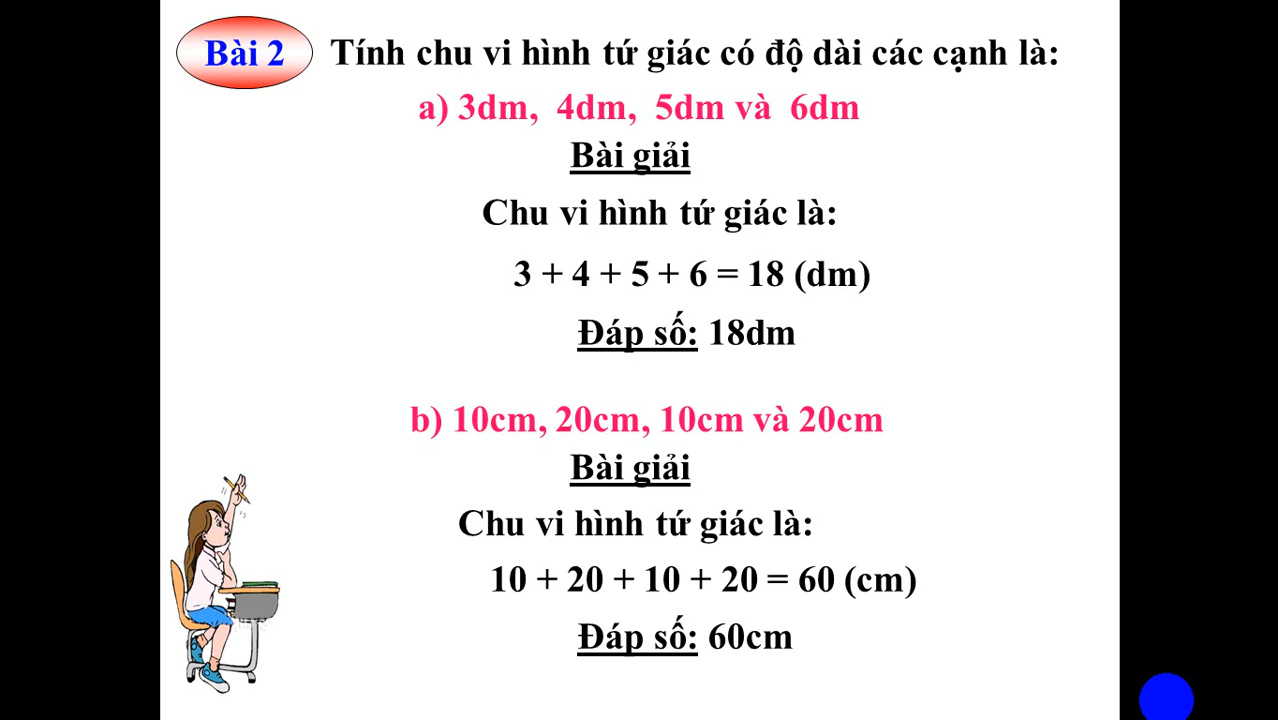 Bài 2 Tính chu vi hình tứ giác có độ dài các cạnh là:
a) 3dm, 4dm, 5dm và 6dm
Bài giải
Chu vi hình tứ giác là:
3 + 4 + 5 + 6 = 18 (dm)
Đáp số: 18dm
b) 10cm, 20cm, 10cm và 20cm
Bài giải
Chu vi hình tứ giác là:
10 + 20 + 10 + 20 = 60 (cm)
Đáp số: 60cm